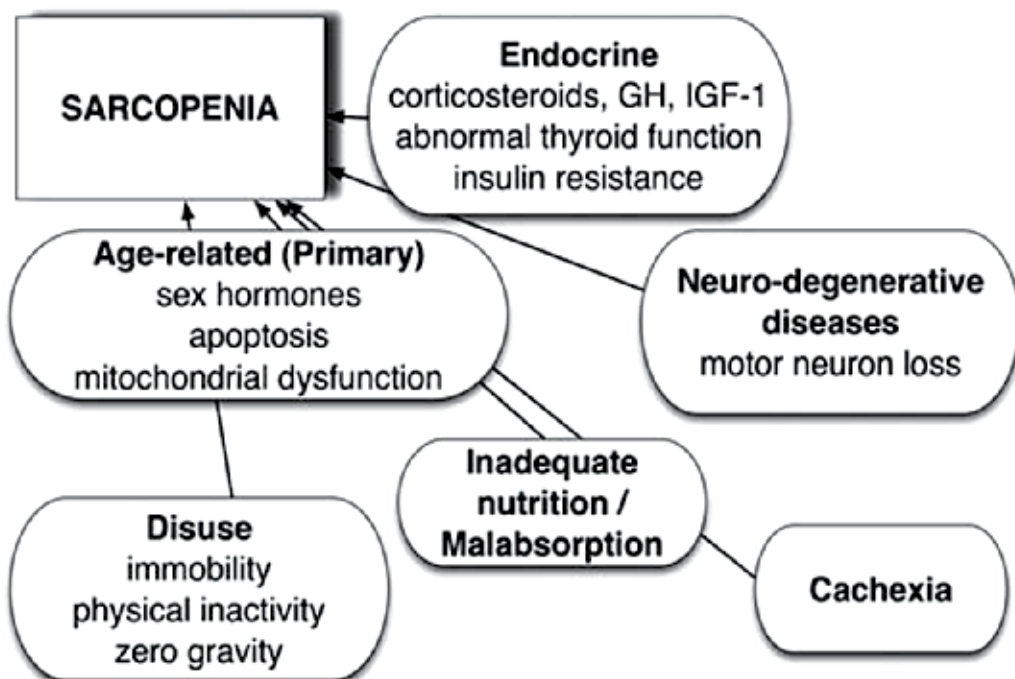 SARCOPENIA
Endocrine
corticosteroids, GH, IGF-1
abnormal thyroid function
insulin resistance
Age-related (Primary)
sex hormones
apoptosis
mitochondrial dysfunction
Neuro-degenerative
diseases
motor neuron loss
Inadequate
nutrition /
Malabsorption
Disuse
immobility
physical inactivity
zero gravity
Cachexia